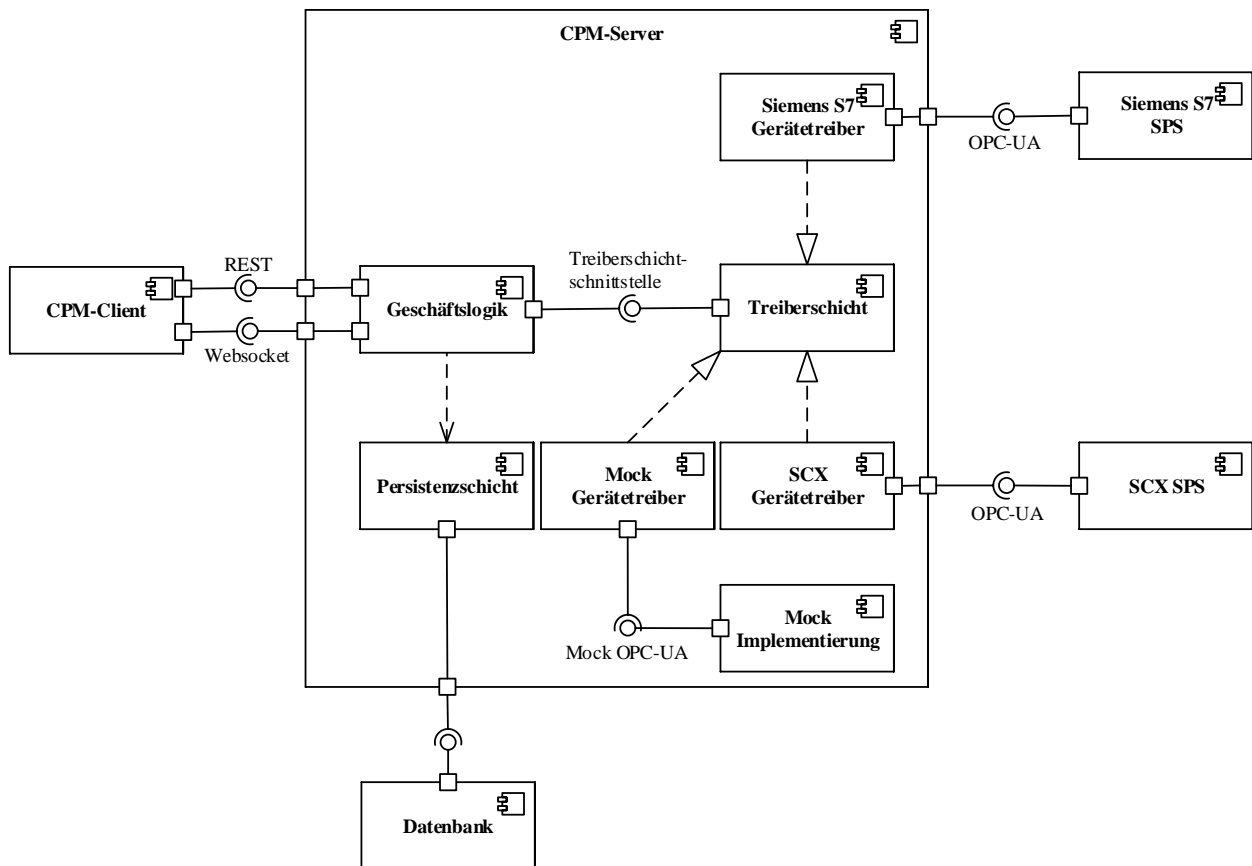 CPM-Server
Siemens S7
Gerätetreiber
Siemens S7
SPS
OPC-UA
REST
Treiberschicht-
schnittstelle
CPM-Client
Geschäftslogik
Treiberschicht
Websocket
Persistenzschicht
Mock
Gerätetreiber
SCX
Gerätetreiber
SCX SPS
OPC-UA
Mock
Implementierung
Mock OPC-UA
Datenbank